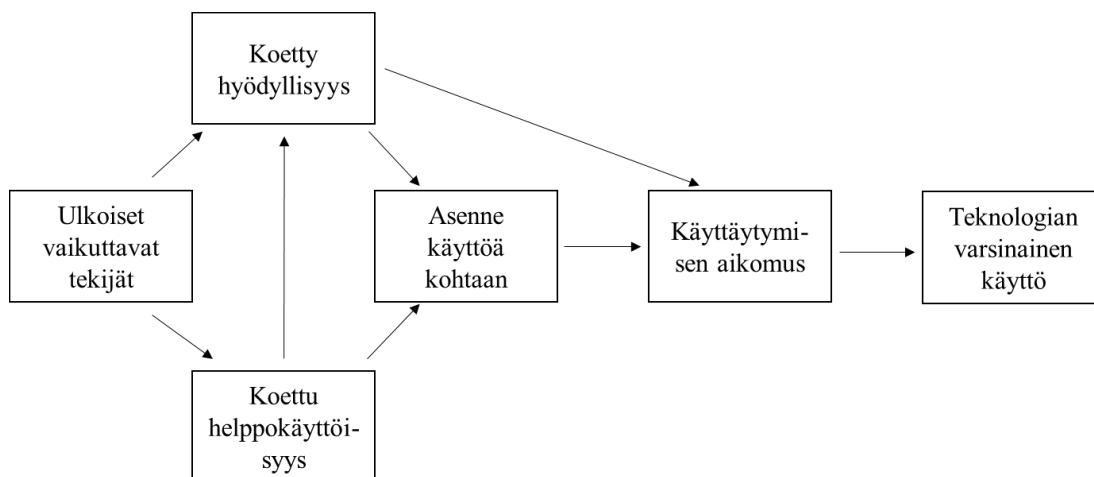 Koetty
hyödyllisyys
Ulkoiset
vaikuttavat
tekijät
Asenne
käyttöä
kohtaan
Käyttäytymi-
sen aikomus
Teknologian
varsinainen
käyttö
Koettu
helppokäyttöi-
syys